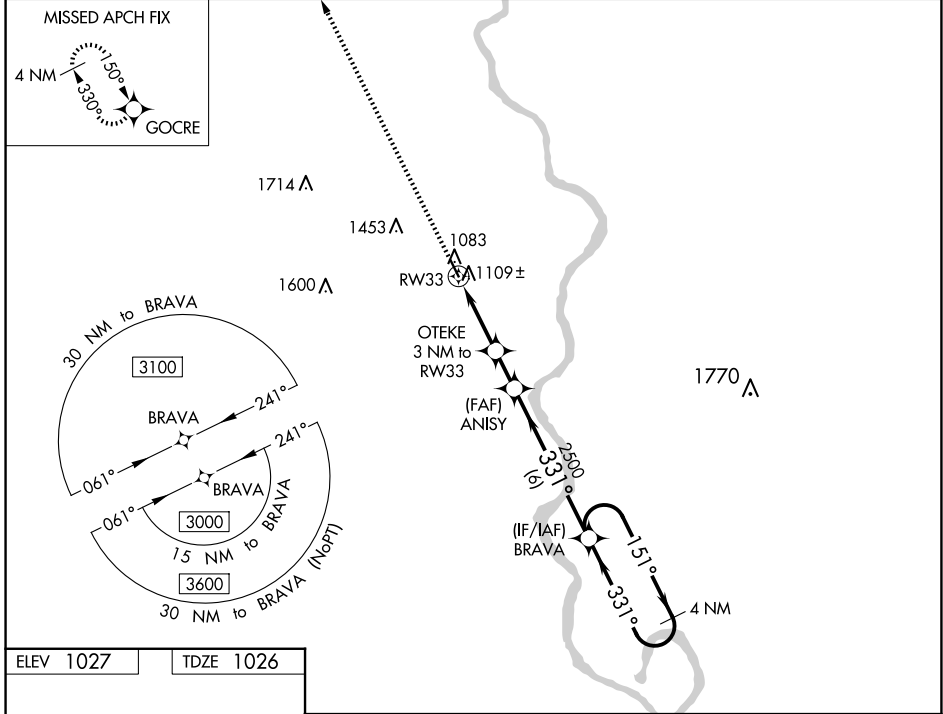 MISSED APCH FIX
4 NM
150°
330°
GOCRE
1714
1453
1083
RW33
1109±
1600
OTEKE
3 NM to
RW33
(FAF)
ANISY
1770
2500
331°
(6)
(IF/IAF)
BRAVA
151°
331°
4 NM
30 NM to BRAVA
3100
241°
BRAVA
061°
241°
BRAVA
061°
3000
15 NM to BRAVA
3600
30 NM to BRAVA (NoPT)
ELEV 1027
TDZE 1026